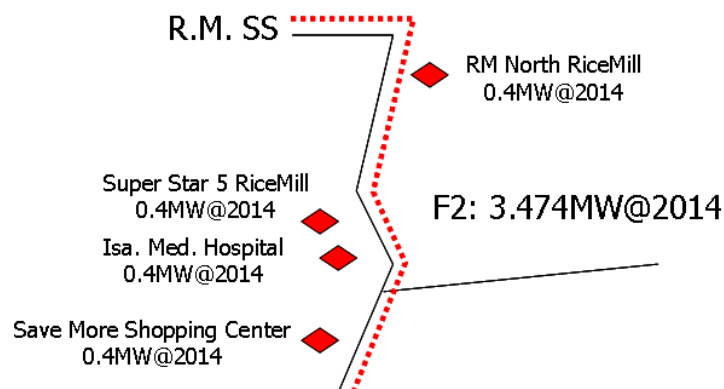 R.M. SS
RM North RiceMill
0.4MW@2014
Super Star 5 RiceMill
0.4MW@2014
F2: 3.474MW@2014
Isa. Med. Hospital
0.4MW@2014
Save More Shopping Center
0.4MW@2014